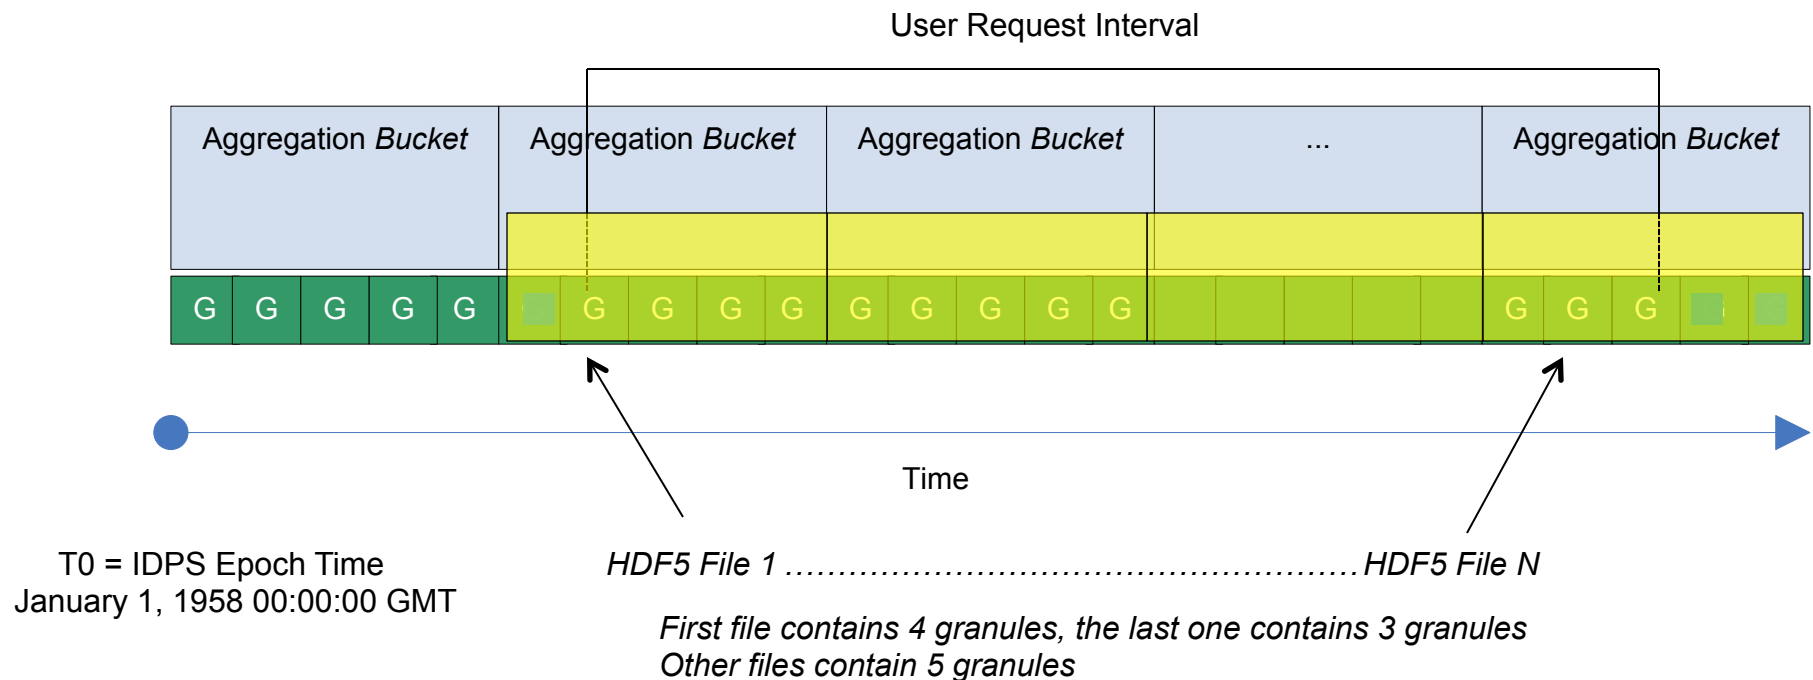 User Request Interval
Aggregation Bucket Aggregation Bucket Aggregation Bucket ... Aggregation Bucket
G G G G G G G G G G G G G G G G G
Time
T0 = IDPS Epoch Time
January 1, 1958 00:00:00 GMT
HDF5 File 1 ...................................................... HDF5 File N
First file contains 4 granules, the last one contains 3 granules
Other files contain 5 granules